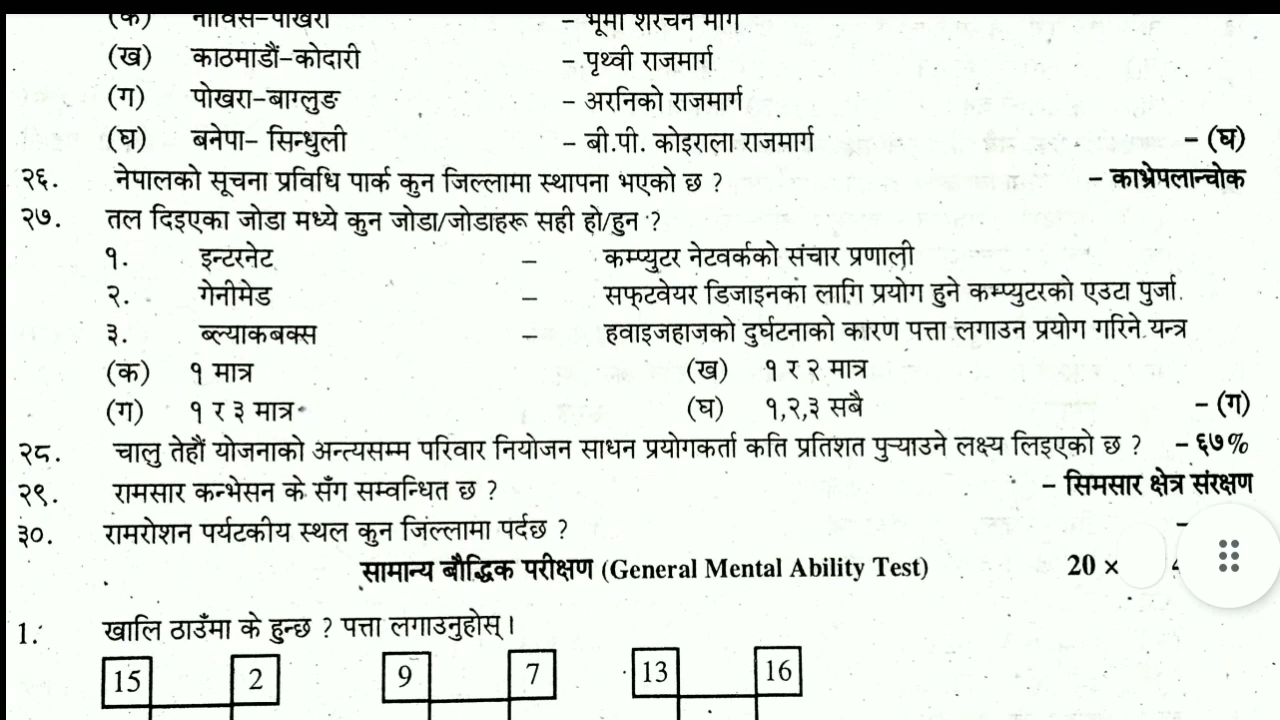 (ख) काठमाडौं-कोदारी - पृथ्वी राजमार्ग
(ग) पोखरा-बाग्लुङ - अरनिको राजमार्ग
(घ) बनेपा- सिन्धुली - बी.पी. कोइराला राजमार्ग - (घ)
२६. नेपालको सूचना प्रविधि पार्क कुन जिल्लामा स्थापना भएको छ ? - काभ्रेपलान्चोक
२७. तल दिइएका जोडा मध्ये कुन जोडा/जोडाहरू सही हो/हुन ?
१. इन्टरनेट - कम्प्युटर नेटवर्कको संचार प्रणाली
२. गेनीमेड - सफ्टवेयर डिजाइनका लागि प्रयोग हुने कम्प्युटरको एउटा पुर्जा.
३. ब्ल्याकबक्स - हवाइजहाजको दुर्घटनाको कारण पत्ता लगाउन प्रयोग गरिने यन्त्र
(क) १ मात्र (ख) १ र २ मात्र
(ग) १ र ३ मात्र (घ) १,२,३ सबै - (ग)
२८. चालु तेहौं योजनाको अन्त्यसम्म परिवार नियोजन साधन प्रयोगकर्ता कति प्रतिशत पुऱ्याउने लक्ष्य लिइएको छ ? - ६७%
२९. रामसार कन्भेसन के सँग सम्वन्धित छ ? - सिमसार क्षेत्र संरक्षण
३०. रामरोशन पर्यटकीय स्थल कुन जिल्लामा पर्दछ ? -
सामान्य बौद्धिक परीक्षण (General Mental Ability Test) 20 ×
1. खालि ठाउँमा के हुन्छ ? पत्ता लगाउनुहोस् ।
15 2 9 7 13 16